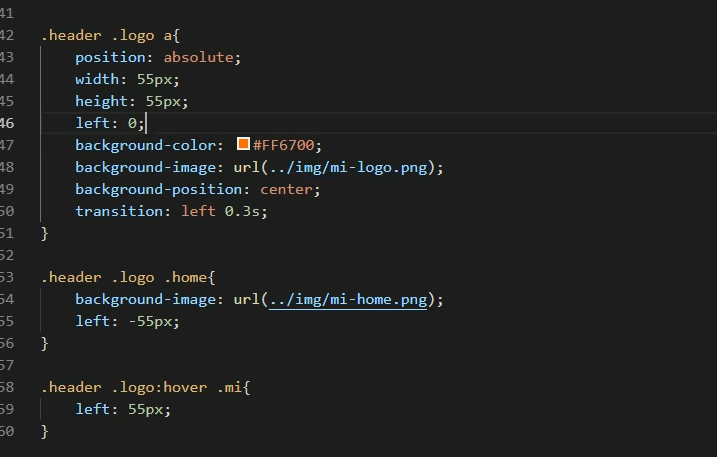 41
42 .header .logo a{
43 position: absolute;
44 width: 55px;
45 height: 55px;
46 left: 0;
47 background-color: #FF6700;
48 background-image: url(../img/mi-logo.png);
49 background-position: center;
50 transition: left 0.3s;
51 }
52
53 .header .logo .home{
54 background-image: url(../img/mi-home.png);
55 left: -55px;
56 }
57
58 .header .logo:hover .mi{
59 left: 55px;
60 }